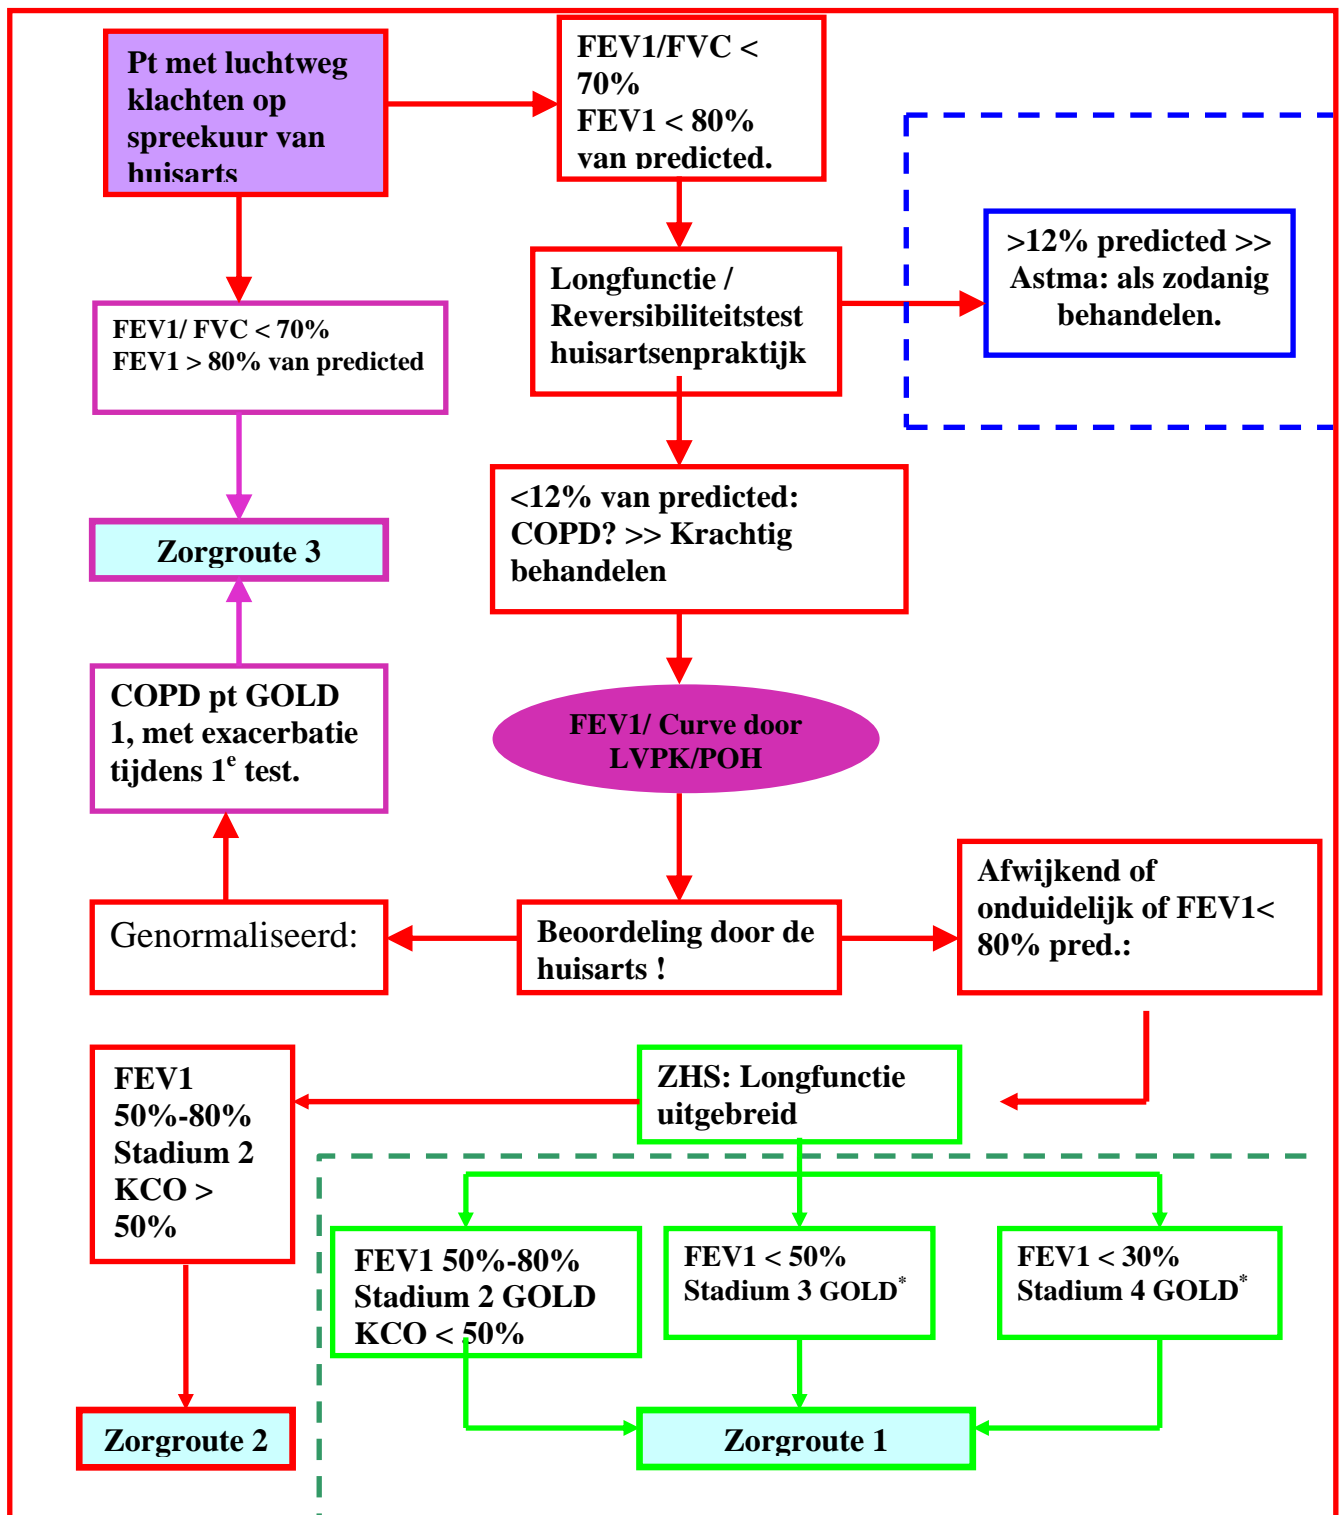 Pt met luchtweg
klachten op
spreekuur van
huisarts
FEV1/FVC <
70%
FEV1 < 80%
van predicted.
>12% predicted >>
Astma: als zodanig
behandelen.
Longfunctie /
Reversibiliteitstest
huisartsenpraktijk
FEV1/ FVC < 70%
FEV1 > 80% van predicted
<12% van predicted:
COPD? >> Krachtig
behandelen
Zorgroute 3
COPD pt GOLD
1, met exacerbatie
tijdens 1e test.
FEV1/ Curve door
LVPK/POH
Genormaliseerd:
Beoordeling door de
huisarts !
Afwijkend of
onduidelijk of FEV1<
80% pred.:
FEV1
50%-80%
Stadium 2
KCO >
50%
ZHS: Longfunctie
uitgebreid
FEV1 50%-80%
Stadium 2 GOLD
KCO < 50%
FEV1 < 50%
Stadium 3 GOLD*
FEV1 < 30%
Stadium 4 GOLD*
Zorgroute 2
Zorgroute 1